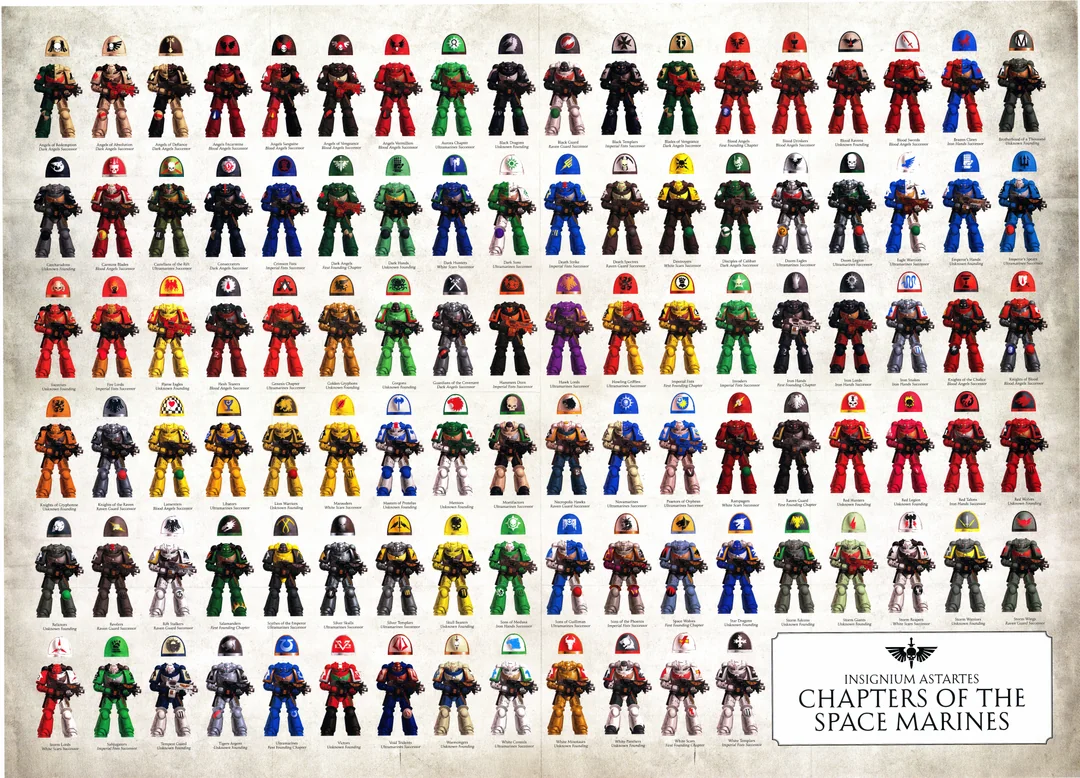 Angels of Redemption
Dark Angels Successor
Angels of Absolution
Dark Angels Successor
Angels of Defiance
Dark Angels Successor
Angels Encarmine
Blood Angels Successor
Angels Sanguine
Blood Angels Successor
Angels of Vengeance
Dark Angels Successor
Angels Vermillion
Blood Angels Successor
Aurora Chapter
Ultramarines Successor
Black Dragons
Unknown Founding
Black Guard
Raven Guard Successor
Black Templars
Imperial Fists Successor
Blades of Vengeance
Dark Angels Successor
Blood Angels
First Founding Chapter
Blood Drinkers
Blood Angels Successor
Blood Ravens
Unknown Founding
Blood Swords
Blood Angels Successor
Brazen Claws
Iron Hands Successor
Brotherhood of a Thousand
Unknown Founding
Carcharodons
Unknown Founding
Carmine Blades
Blood Angels Successor
Castellans of the Rift
Ultramarines Successor
Consecrators
Dark Angels Successor
Crimson Fists
Imperial Fists Successor
Dark Angels
First Founding Chapter
Dark Hands
Unknown Founding
Dark Hunters
White Scars Successor
Dark Sons
Unknown Founding
Death Strike
Imperial Fists Successor
Death Spectres
Raven Guard Successor
Destroyers
White Scars Successor
Disciples of Caliban
Dark Angels Successor
Doom Eagles
Ultramarines Successor
Doom Legion
Ultramarines Successor
Eagle Warriors
Ultramarines Successor
Emperor's Hands
Unknown Founding
Emperor's Spears
Ultramarines Successor
Excoriators
Unknown Founding
Fire Lords
Imperial Fists Successor
Flame Eagles
Unknown Founding
Flesh Tearers
Blood Angels Successor
Genesis Chapter
Ultramarines Successor
Golden Gryphons
Unknown Founding
Gorgons
Unknown Founding
Guardians of the Covenant
Dark Angels Successor
Hammers of Dorn
Imperial Fists Successor
Hawk Lords
Ultramarines Successor
Howling Griffons
Ultramarines Successor
Imperial Fists
First Founding Chapter
Invaders
Imperial Fists Successor
Iron Hands
First Founding Chapter
Iron Lords
Iron Hands Successor
Iron Snakes
Ultramarines Successor
Knights of the Chalice
Blood Angels Successor
Knights of Blood
Blood Angels Successor
Knights of Gryphonne
Unknown Founding
Knights of the Raven
Raven Guard Successor
Lamenters
Blood Angels Successor
Libators
Ultramarines Successor
Lion Warriors
Ultramarines Successor
Marauders
White Scars Successor
Marines of Prandium
Unknown Founding
Mentors
Unknown Founding
Mortifactors
Ultramarines Successor
Necropolis Hawks
Ultramarines Successor
Novamarines
Ultramarines Successor
Praetors of Orpheus
Ultramarines Successor
Rampagers
White Scars Successor
Raven Guard
First Founding Chapter
Red Hunters
Unknown Founding
Red Legion
Unknown Founding
Red Talons
Iron Hands Successor
Red Wolves
Unknown Founding
Relictors
Unknown Founding
Revilers
Raven Guard Successor
Rift Stalkers
Raven Guard Successor
Salamanders
First Founding Chapter
Scythes of the Emperor
Ultramarines Successor
Silver Skulls
Ultramarines Successor
Silver Templars
Ultramarines Successor
Skull Bearers
Unknown Founding
Sons of Medusa
Iron Hands Successor
Sons of Guilliman
Ultramarines Successor
Sons of the Phoenix
Imperial Fists Successor
Space Wolves
First Founding Chapter
Star Dragons
Unknown Founding
Storm Falcons
Unknown Founding
Storm Giants
Unknown Founding
Storm Reapers
White Scars Successor
Storm Warriors
Unknown Founding
Storm Wings
Raven Guard Successor
Storm Lords
White Scars Successor
Subjugators
Imperial Fists Successor
Tempest Guard
Unknown Founding
Tigers Argent
Unknown Founding
Ultramarines
First Founding Chapter
Victors
Unknown Founding
Void Tridents
Ultramarines Successor
Wavebreakers
Unknown Founding
White Consuls
Ultramarines Successor
White Minotaurs
Unknown Founding
White Panthers
Unknown Founding
White Scars
First Founding Chapter
White Templars
Imperial Fists Successor
INSIGNIUM ASTARTES
CHAPTERS OF THE
SPACE MARINES